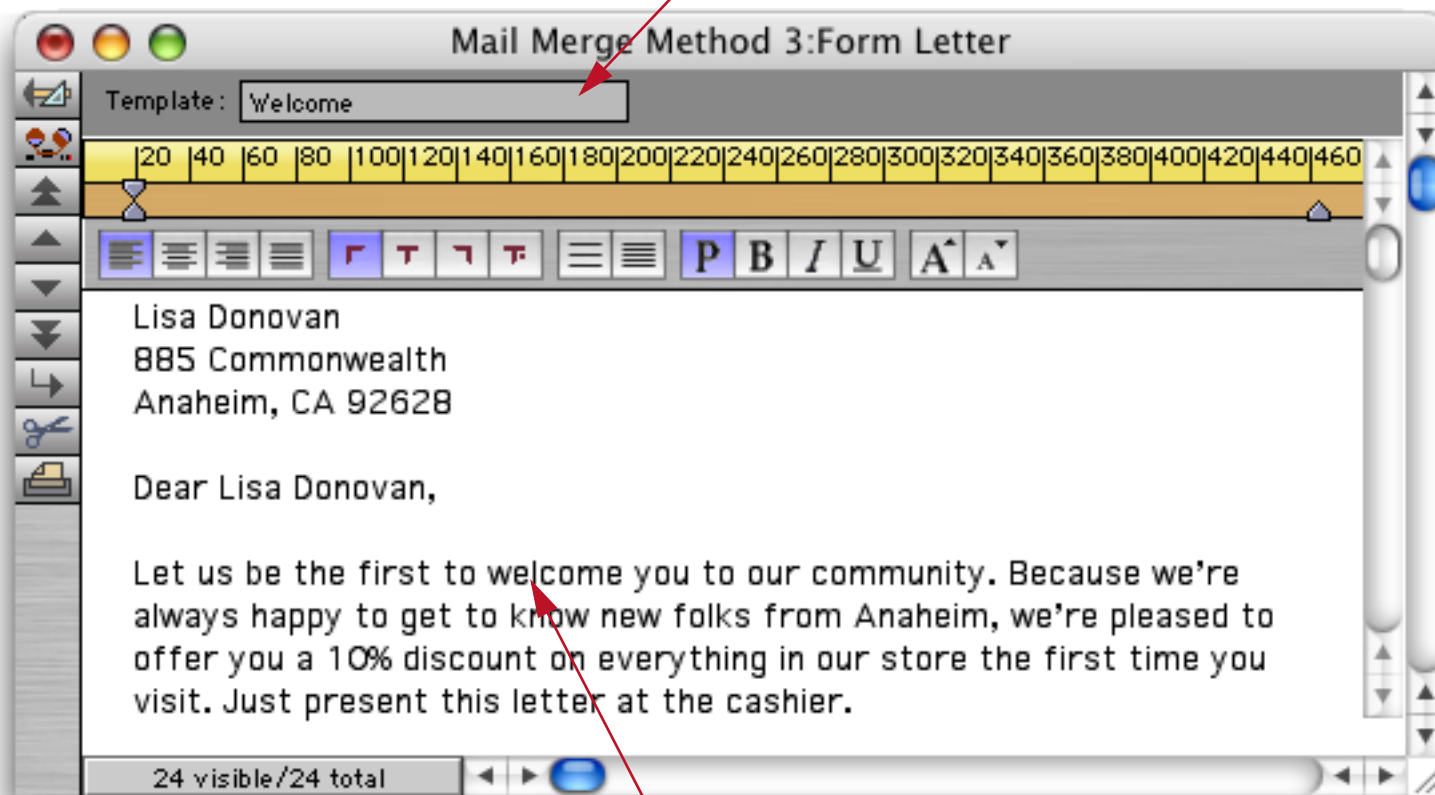 Mail Merge Method 3:Form Letter
Template: Welcome
20 40 60 80 100 120 140 160 180 200 220 240 260 280 300 320 340 360 380 400 420 440 460
P B I U A A
Lisa Donovan
885 Commonwealth
Anaheim, CA 92628
Dear Lisa Donovan,
Let us be the first to welcome you to our community. Because we’re
always happy to get to know new folks from Anaheim, we’re pleased to
offer you a 10% discount on everything in our store the first time you
visit. Just present this letter at the cashier.
24 visible/24 total